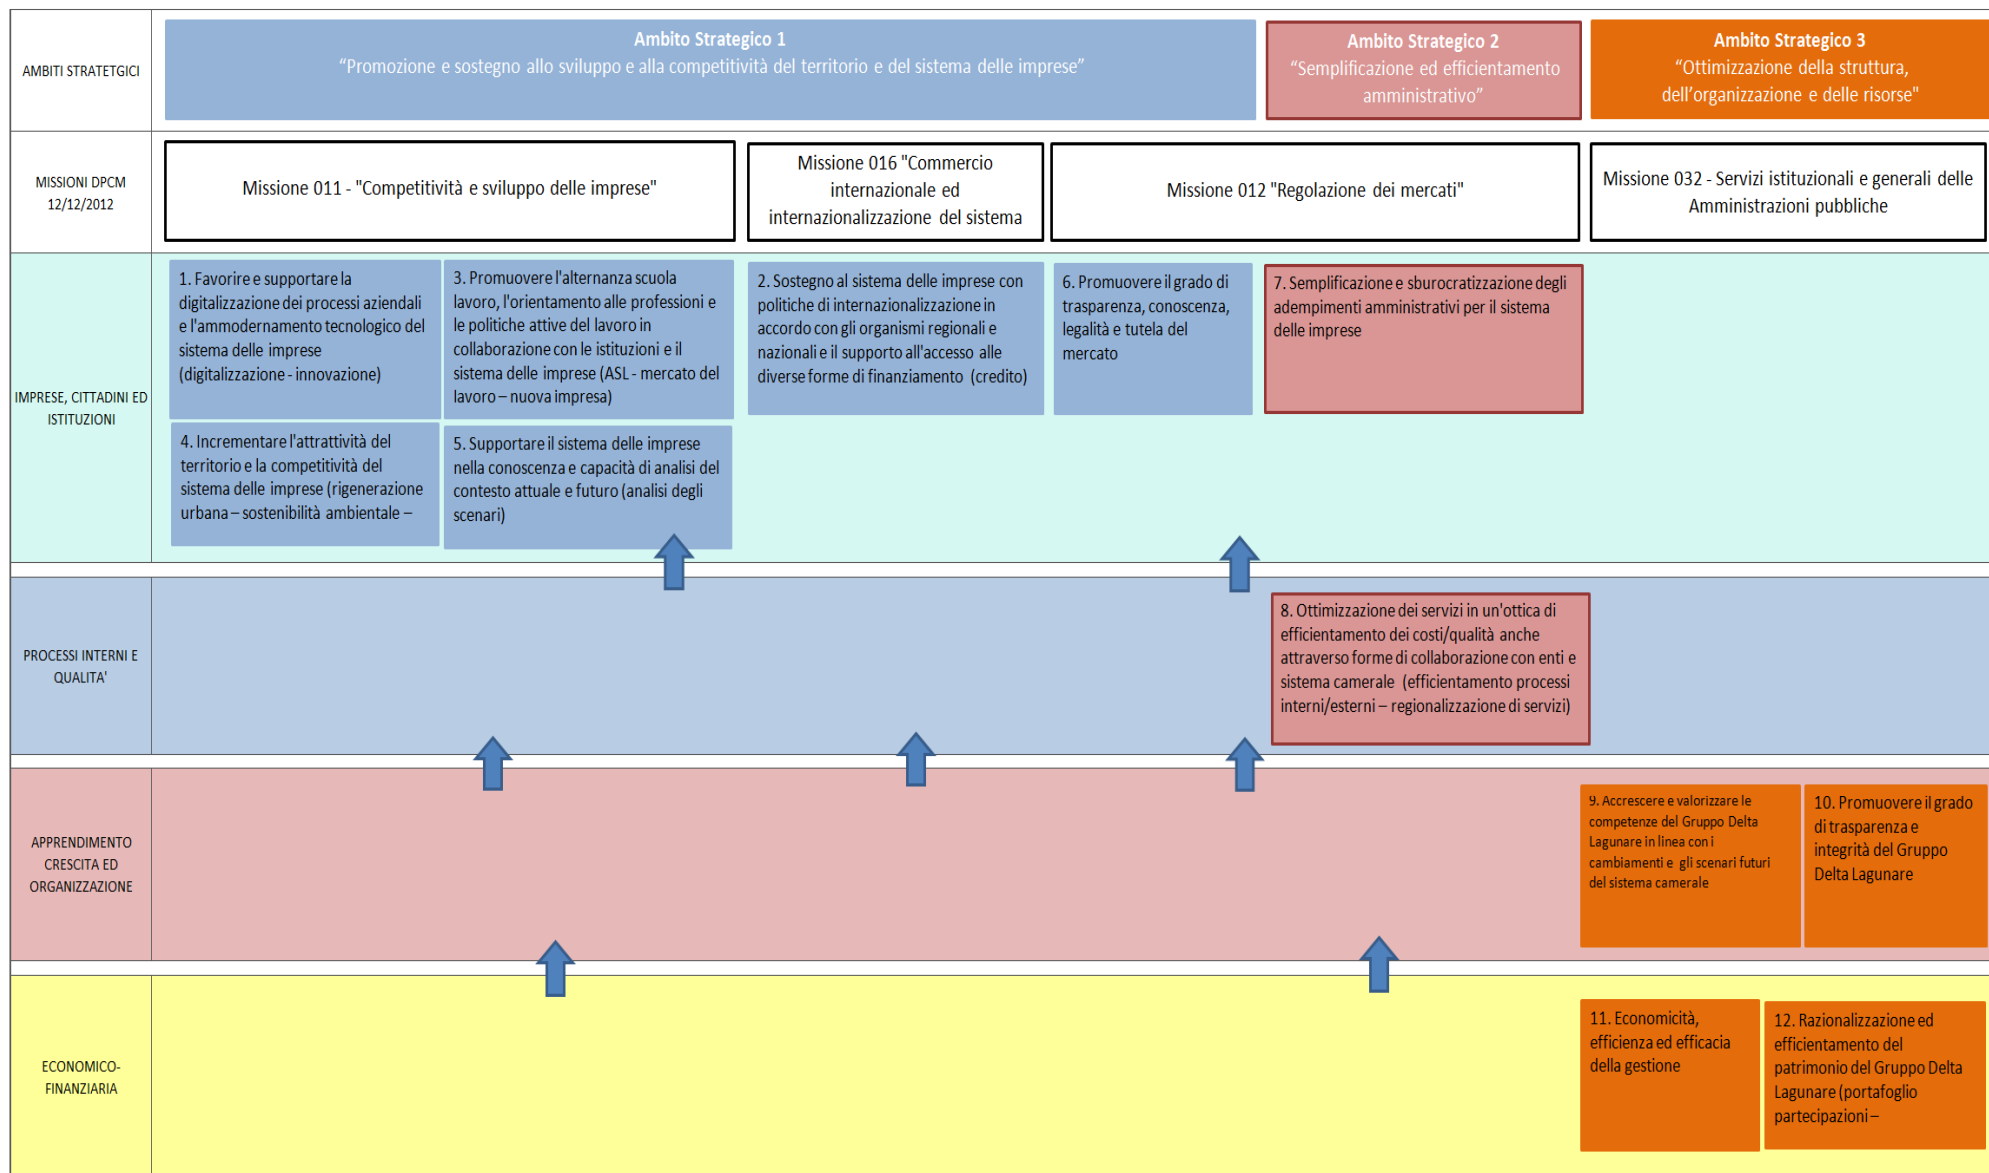 AMBITI STRATETGICI
Ambito Strategico 1
“Promozione e sostegno allo sviluppo e alla competitività del territorio e del sistema delle imprese”
Ambito Strategico 2
“Semplificazione ed efficientamento
amministrativo”
Ambito Strategico 3
“Ottimizzazione della struttura,
dell’organizzazione e delle risorse"
MISSIONI DPCM
12/12/2012
Missione 011 - "Competitività e sviluppo delle imprese"
Missione 016 "Commercio
internazionale ed
internazionalizzazione del sistema
Missione 012 "Regolazione dei mercati"
Missione 032 - Servizi istituzionali e generali delle
Amministrazioni pubbliche
IMPRESE, CITTADINI ED
ISTITUZIONI
1. Favorire e supportare la
digitalizzazione dei processi aziendali
e l'ammodernamento tecnologico del
sistema delle imprese
(digitalizzazione - innovazione)
3. Promuovere l'alternanza scuola
lavoro, l'orientamento alle professioni e
le politiche attive del lavoro in
collaborazione con le istituzioni e il
sistema delle imprese (ASL - mercato del
lavoro – nuova impresa)
2. Sostegno al sistema delle imprese con
politiche di internazionalizzazione in
accordo con gli organismi regionali e
nazionali e il supporto all'accesso alle
diverse forme di finanziamento (credito)
6. Promuovere il grado di
trasparenza, conoscenza,
legalità e tutela del
mercato
7. Semplificazione e sburocratizzazione degli
adempimenti amministrativi per il sistema
delle imprese
4. Incrementare l'attrattività del
territorio e la competitività del
sistema delle imprese (rigenerazione
urbana – sostenibilità ambientale –
5. Supportare il sistema delle imprese
nella conoscenza e capacità di analisi del
contesto attuale e futuro (analisi degli
scenari)
PROCESSI INTERNI E
QUALITA'
8. Ottimizzazione dei servizi in un'ottica di
efficientamento dei costi/qualità anche
attraverso forme di collaborazione con enti e
sistema camerale (efficientamento processi
interni/esterni – regionalizzazione di servizi)
APPRENDIMENTO
CRESCITA ED
ORGANIZZAZIONE
9. Accrescere e valorizzare le
competenze del Gruppo Delta
Lagunare in linea con i
cambiamenti e gli scenari futuri
del sistema camerale
10. Promuovere il grado
di trasparenza e
integrità del Gruppo
Delta Lagunare
ECONOMICO-
FINANZIARIA
11. Economicità,
efficienza ed efficacia
della gestione
12. Razionalizzazione ed
efficientamento del
patrimonio del Gruppo Delta
Lagunare (portafoglio
partecipazioni –